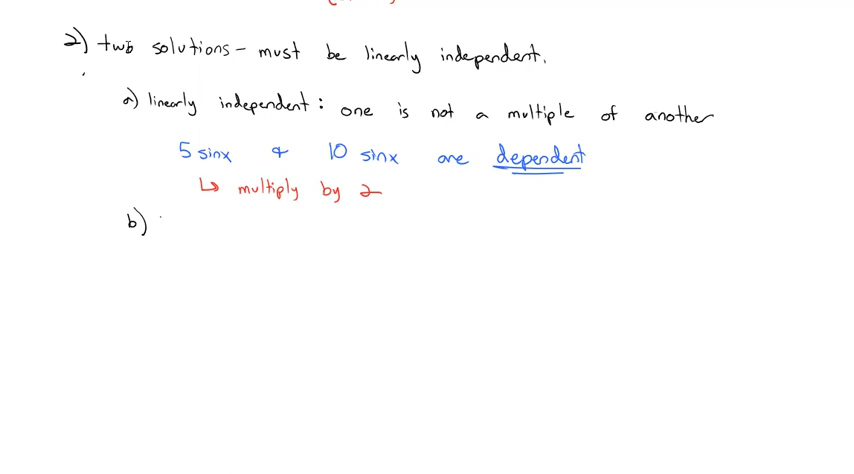 2) two solutions - must be linearly independent.
a) linearly independent: one is not a multiple of another
5 sinx & 10 sinx are dependent
↳ multiply by 2
b)